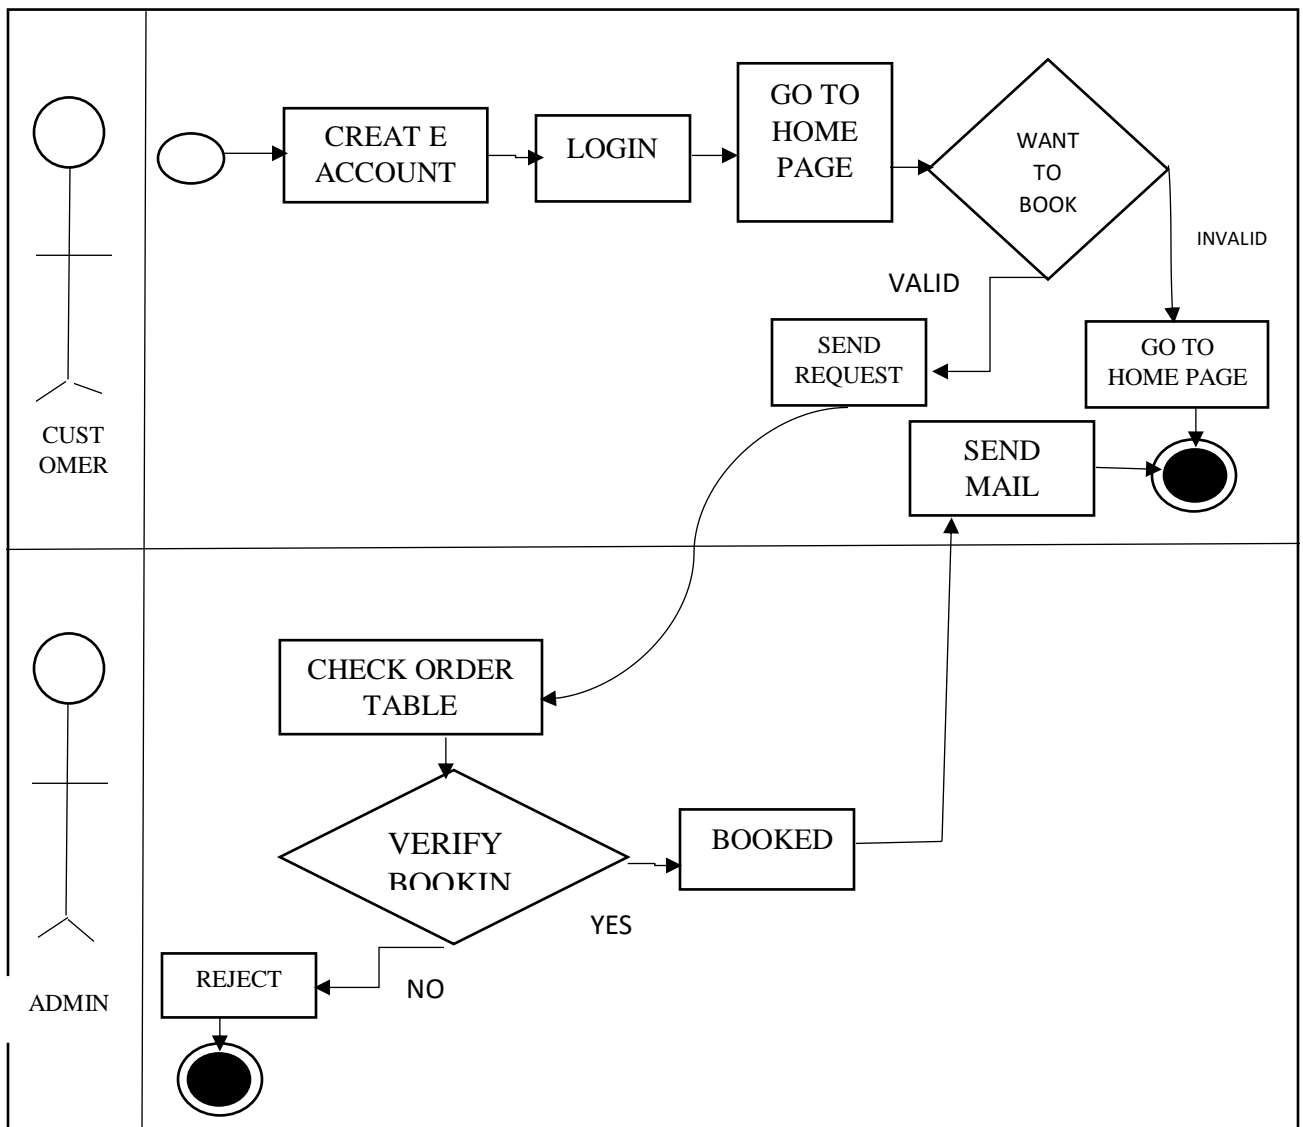 CREAT E
ACCOUNT
LOGIN
GO TO
HOME
PAGE
WANT
TO
BOOK
INVALID
VALID
SEND
REQUEST
GO TO
HOME PAGE
CUST
OMER
SEND
MAIL
CHECK ORDER
TABLE
VERIFY
BOOKIN
BOOKED
YES
NO
REJECT
ADMIN